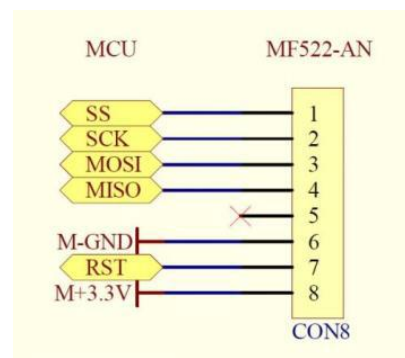 MCU MF522-AN
SS 1
SCK 2
MOSI 3
MISO 4
5
M-GND 6
RST 7
M+3.3V 8
CON8